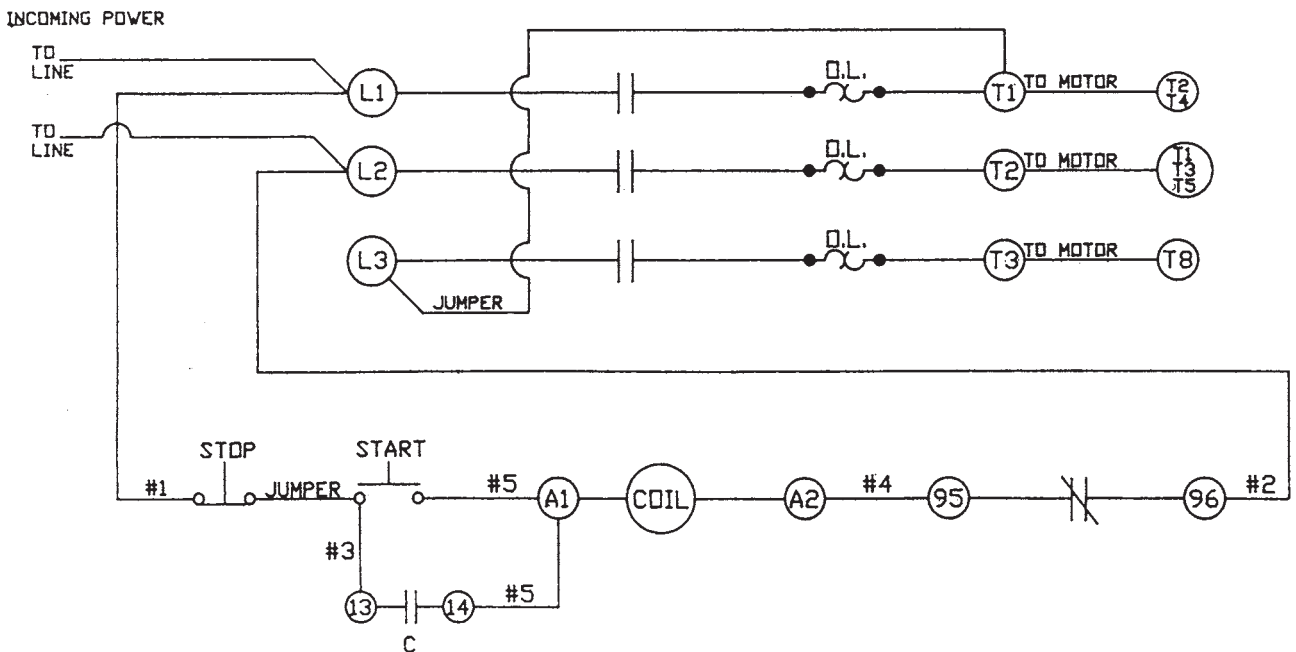 INCOMING POWER
TO
LINE
L1
O.L.
T1
TO MOTOR
T2
T4
TO
LINE
L2
O.L.
T2
TO MOTOR
T1
T3
T5
L3
O.L.
T3
TO MOTOR
T8
JUMPER
STOP
START
#1
JUMPER
#5
A1
COIL
A2
#4
95
96
#2
#3
13
14
#5
C